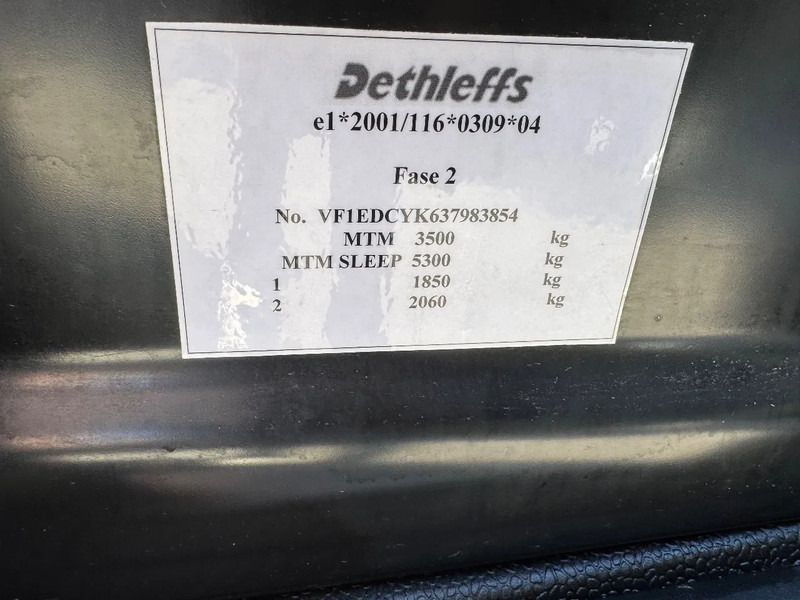 Dethleffs
e1*2001/116*0309*04
Fase 2
No. VF1EDCYK637983854
MTM 3500 kg
MTM SLEEP 5300 kg
1 1850 kg
2 2060 kg